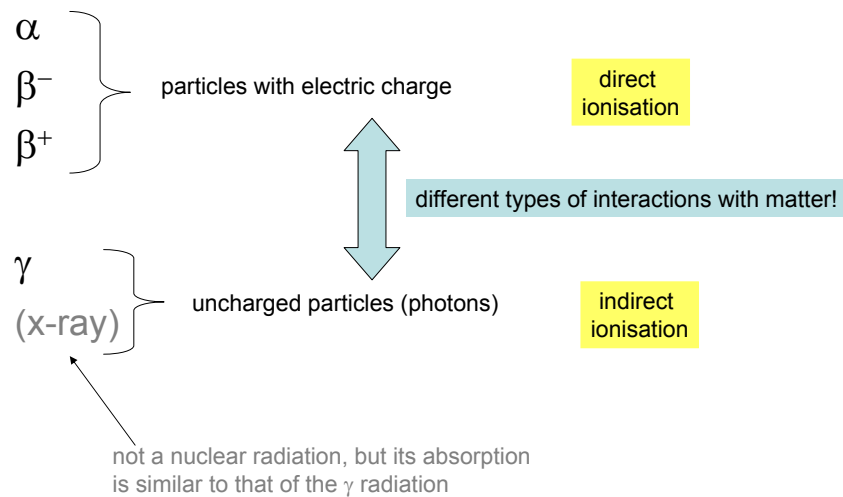 α
β⁻
β⁺
particles with electric charge
direct
ionisation
different types of interactions with matter!
γ
(x-ray)
uncharged particles (photons)
indirect
ionisation
not a nuclear radiation, but its absorption
is similar to that of the γ radiation